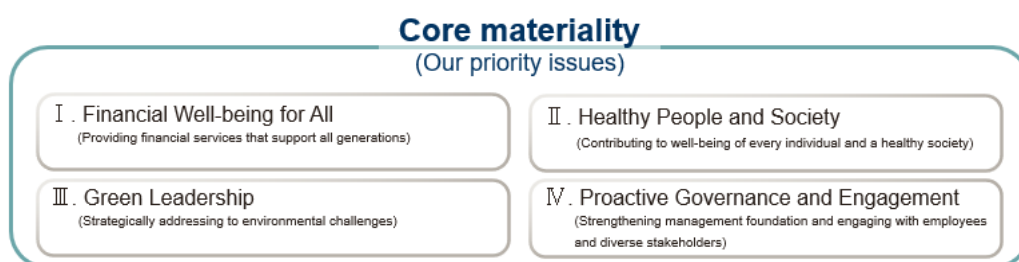 Core materiality
(Our priority issues)
Ⅰ. Financial Well-being for All
(Providing financial services that support all generations)
Ⅱ. Healthy People and Society
(Contributing to well-being of every individual and a healthy society)
Ⅲ. Green Leadership
(Strategically addressing to environmental challenges)
Ⅳ. Proactive Governance and Engagement
(Strengthening management foundation and engaging with employees
and diverse stakeholders)